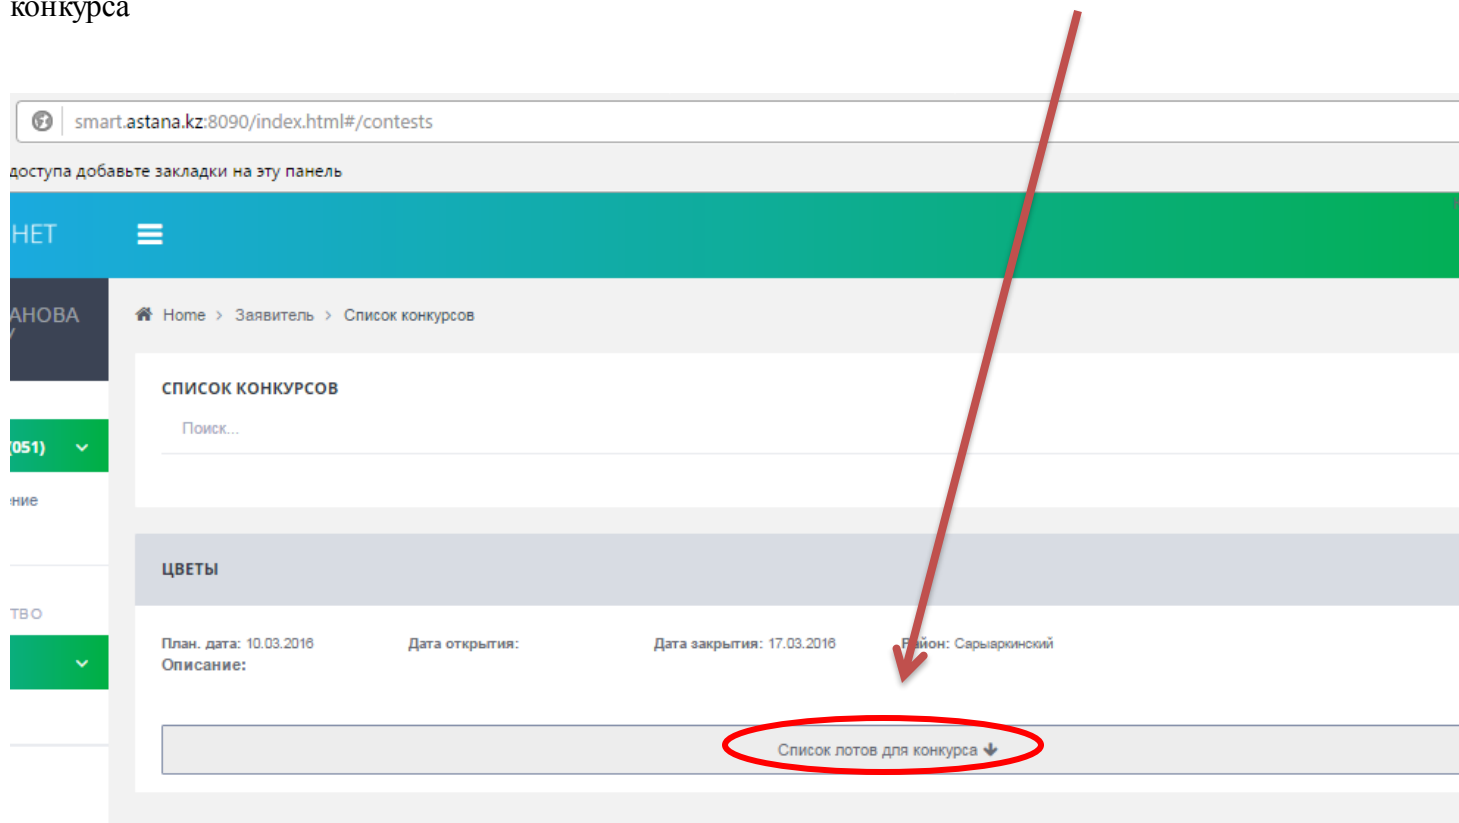 конкурса
smart.astana.kz:8090/index.html#/contests
доступа добавьте закладки на эту панель
НЕТ
АНОВА
Home > Заявитель > Список конкурсов
СПИСОК КОНКУРСОВ
Поиск...
(051)
ение
ЦВЕТЫ
ТВО
План. дата: 10.03.2016 Дата открытия: Дата закрытия: 17.03.2016 Район: Сарыаркинский
Описание:
Список лотов для конкурса